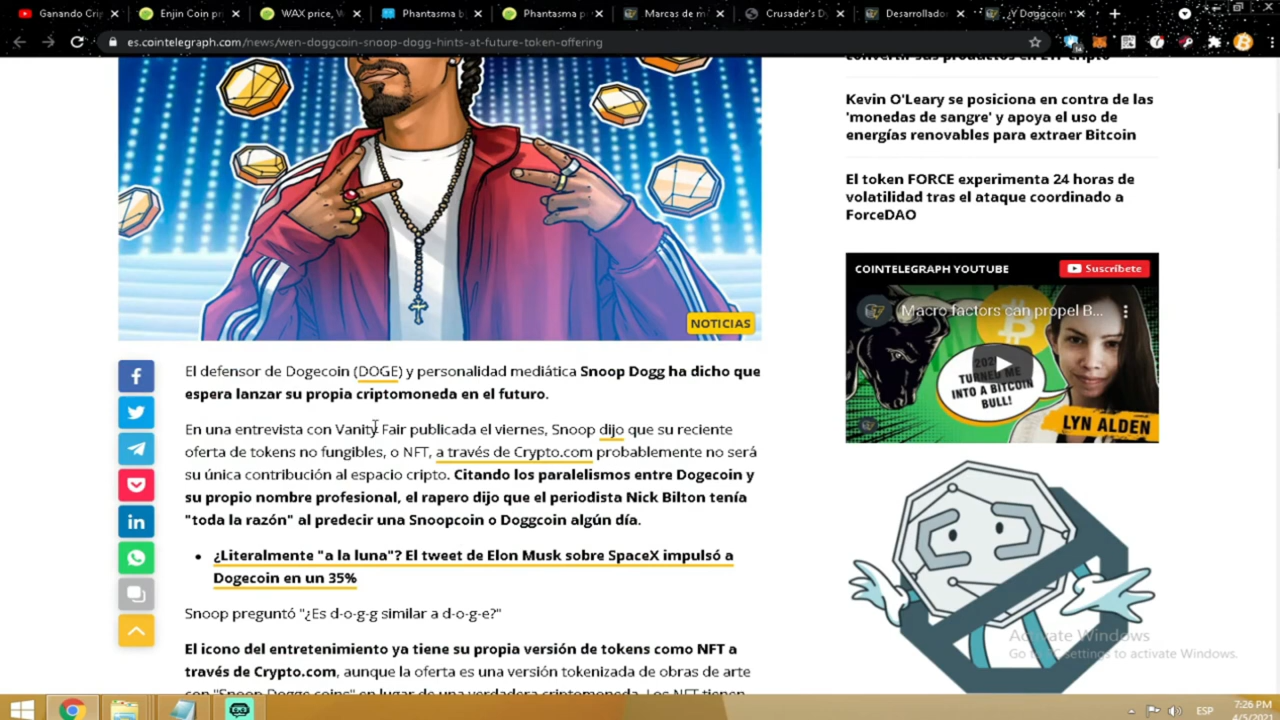 Ganando Cri
Enjin Coin pr
WAX price, W
Phantasma b
Phantasma p
Marcas de m
Crusader's D
Desarrollado
¿Y Doggcoin
es.cointelegraph.com/news/wen-doggcoin-snoop-dogg-hints-at-future-token-offering
convertir sus productos en ETF cripto
Kevin O'Leary se posiciona en contra de las
'monedas de sangre' y apoya el uso de
energías renovables para extraer Bitcoin
El token FORCE experimenta 24 horas de
volatilidad tras el ataque coordinado a
ForceDAO
NOTICIAS
COINTELEGRAPH YOUTUBE
Suscríbete
Macro factors can propel B...
TURNED ME
INTO A BITCOIN
BULL!
LYN ALDEN
El defensor de Dogecoin (DOGE) y personalidad mediática Snoop Dogg ha dicho que
espera lanzar su propia criptomoneda en el futuro.
En una entrevista con Vanity Fair publicada el viernes, Snoop dijo que su reciente
oferta de tokens no fungibles, o NFT, a través de Crypto.com probablemente no será
su única contribución al espacio cripto. Citando los paralelismos entre Dogecoin y
su propio nombre profesional, el rapero dijo que el periodista Nick Bilton tenía
"toda la razón" al predecir una Snoopcoin o Doggcoin algún día.
¿Literalmente "a la luna"? El tweet de Elon Musk sobre SpaceX impulsó a
Dogecoin en un 35%
Snoop preguntó "¿Es d-o-g-g similar a d-o-g-e?"
El icono del entretenimiento ya tiene su propia versión de tokens como NFT a
través de Crypto.com, aunque la oferta es una versión tokenizada de obras de arte
con "Snoop Dogge coins" en lugar de una verdadera criptomoneda. Los NFT tienen
Activate Windows
Go to PC settings to activate Windows.
ESP
7:26 PM
4/5/2021